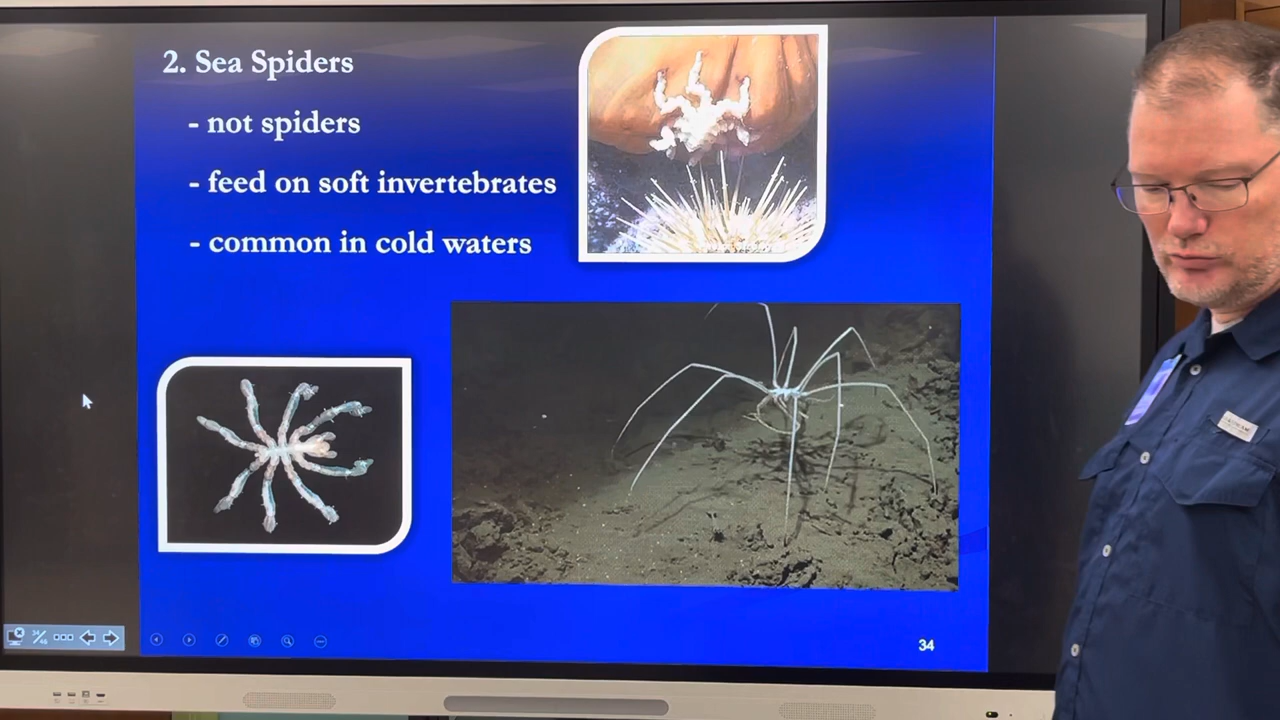 2. Sea Spiders
- not spiders
- feed on soft invertebrates
- common in cold waters
34